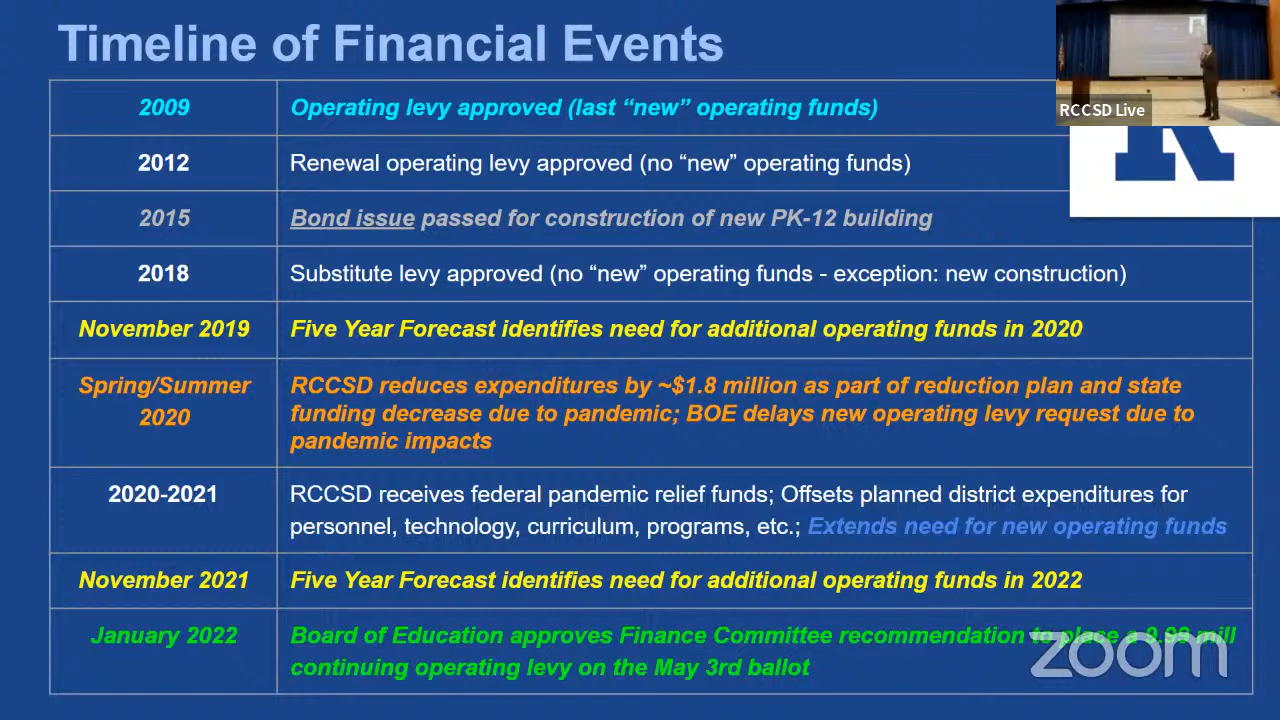 Timeline of Financial Events
RCCSD Live
2009
Operating levy approved (last “new” operating funds)
2012
Renewal operating levy approved (no “new” operating funds)
2015
Bond issue passed for construction of new PK-12 building
2018
Substitute levy approved (no “new” operating funds - exception: new construction)
November 2019
Five Year Forecast identifies need for additional operating funds in 2020
Spring/Summer
2020
RCCSD reduces expenditures by ~$1.8 million as part of reduction plan and state
funding decrease due to pandemic; BOE delays new operating levy request due to
pandemic impacts
2020-2021
RCCSD receives federal pandemic relief funds; Offsets planned district expenditures for
personnel, technology, curriculum, programs, etc.; Extends need for new operating funds
November 2021
Five Year Forecast identifies need for additional operating funds in 2022
January 2022
Board of Education approves Finance Committee recommendation to place a 9.99 mill
continuing operating levy on the May 3rd ballot
zoom